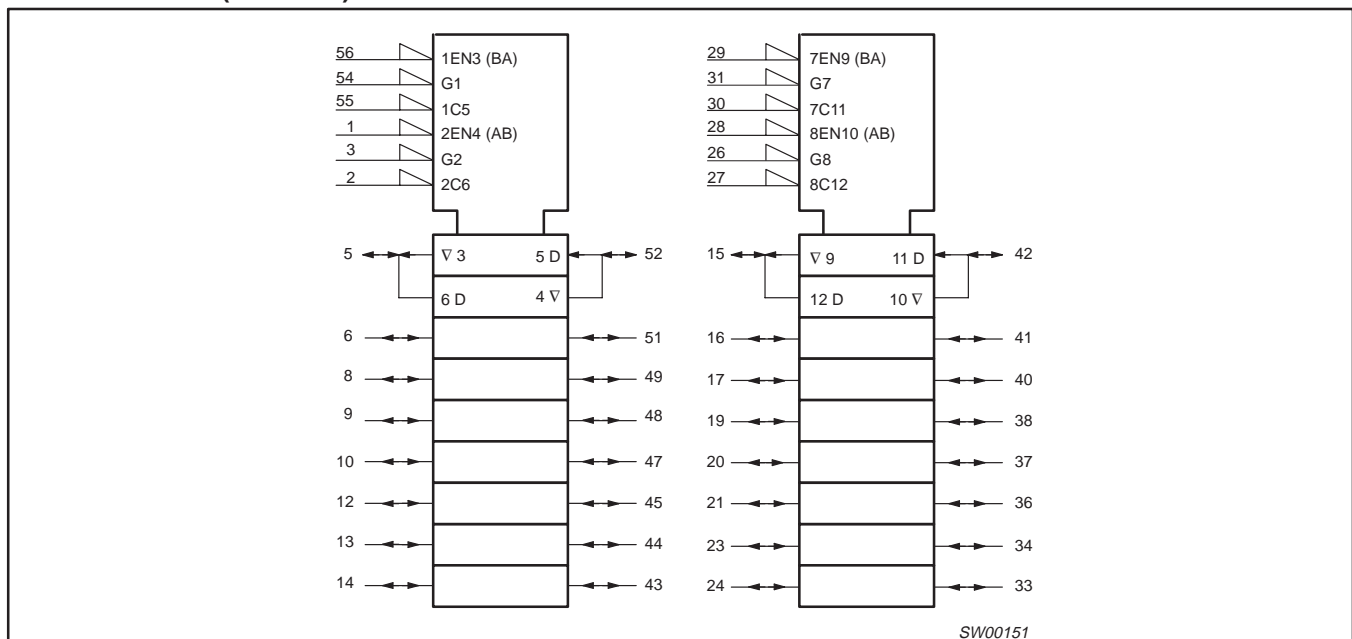 56 1EN3 (BA)
54 G1
55 1C5
1 2EN4 (AB)
3 G2
2 2C6
5 ∇ 3 5 D 52
6 D 4 ∇
6 51
8 49
9 48
10 47
12 45
13 44
14 43
29 7EN9 (BA)
31 G7
30 7C11
28 8EN10 (AB)
26 G8
27 8C12
15 ∇ 9 11 D 42
12 D 10 ∇
16 41
17 40
19 38
20 37
21 36
23 34
24 33
SW00151